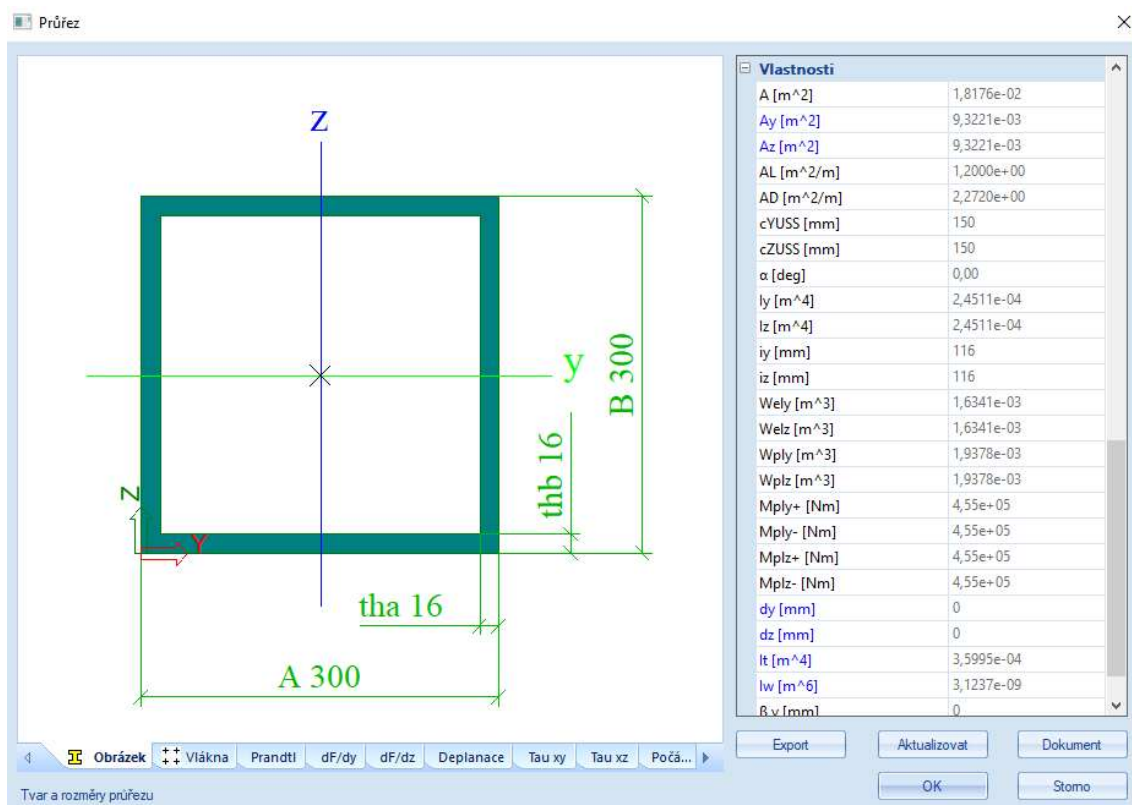 Průřez
Z
y
B 300
thb 16
Z
Y
tha 16
A 300
Obrázek Vlákna Prandtl dF/dy dF/dz Deplanace Tau xy Tau xz Počá...
Tvar a rozměry průřezu
Vlastnosti
A [m^2] 1,8176e-02
Ay [m^2] 9,3221e-03
Az [m^2] 9,3221e-03
AL [m^2/m] 1,2000e+00
AD [m^2/m] 2,2720e+00
cYUSS [mm] 150
cZUSS [mm] 150
α [deg] 0,00
Iy [m^4] 2,4511e-04
Iz [m^4] 2,4511e-04
iy [mm] 116
iz [mm] 116
Wely [m^3] 1,6341e-03
Welz [m^3] 1,6341e-03
Wply [m^3] 1,9378e-03
Wplz [m^3] 1,9378e-03
Mply+ [Nm] 4,55e+05
Mply- [Nm] 4,55e+05
Mplz+ [Nm] 4,55e+05
Mplz- [Nm] 4,55e+05
dy [mm] 0
dz [mm] 0
It [m^4] 3,5995e-04
Iw [m^6] 3,1237e-09
β y [mm] 0
Export Aktualizovat Dokument
OK Storno